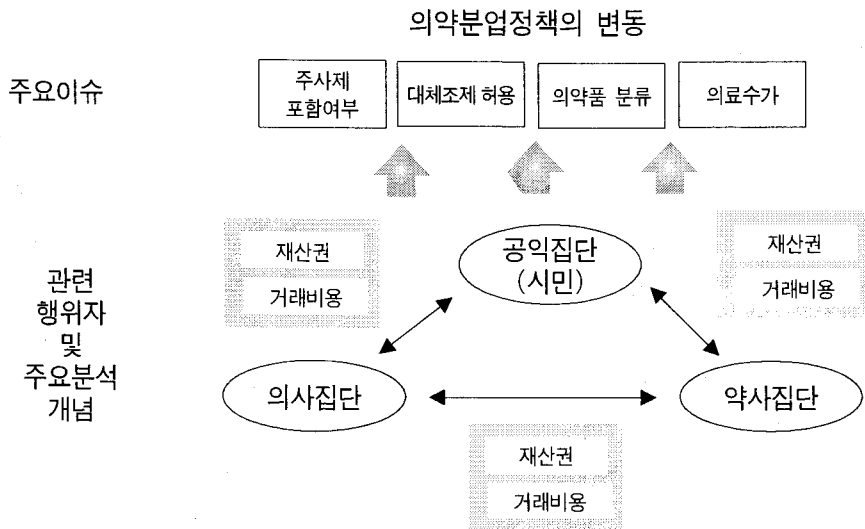 의약분업정책의 변동
주요이슈
주사제
포함여부
대체조제 허용
의약품 분류
의료수가
재산권
거래비용
공익집단
(시민)
재산권
거래비용
관련
행위자
및
주요분석
개념
의사집단
약사집단
재산권
거래비용